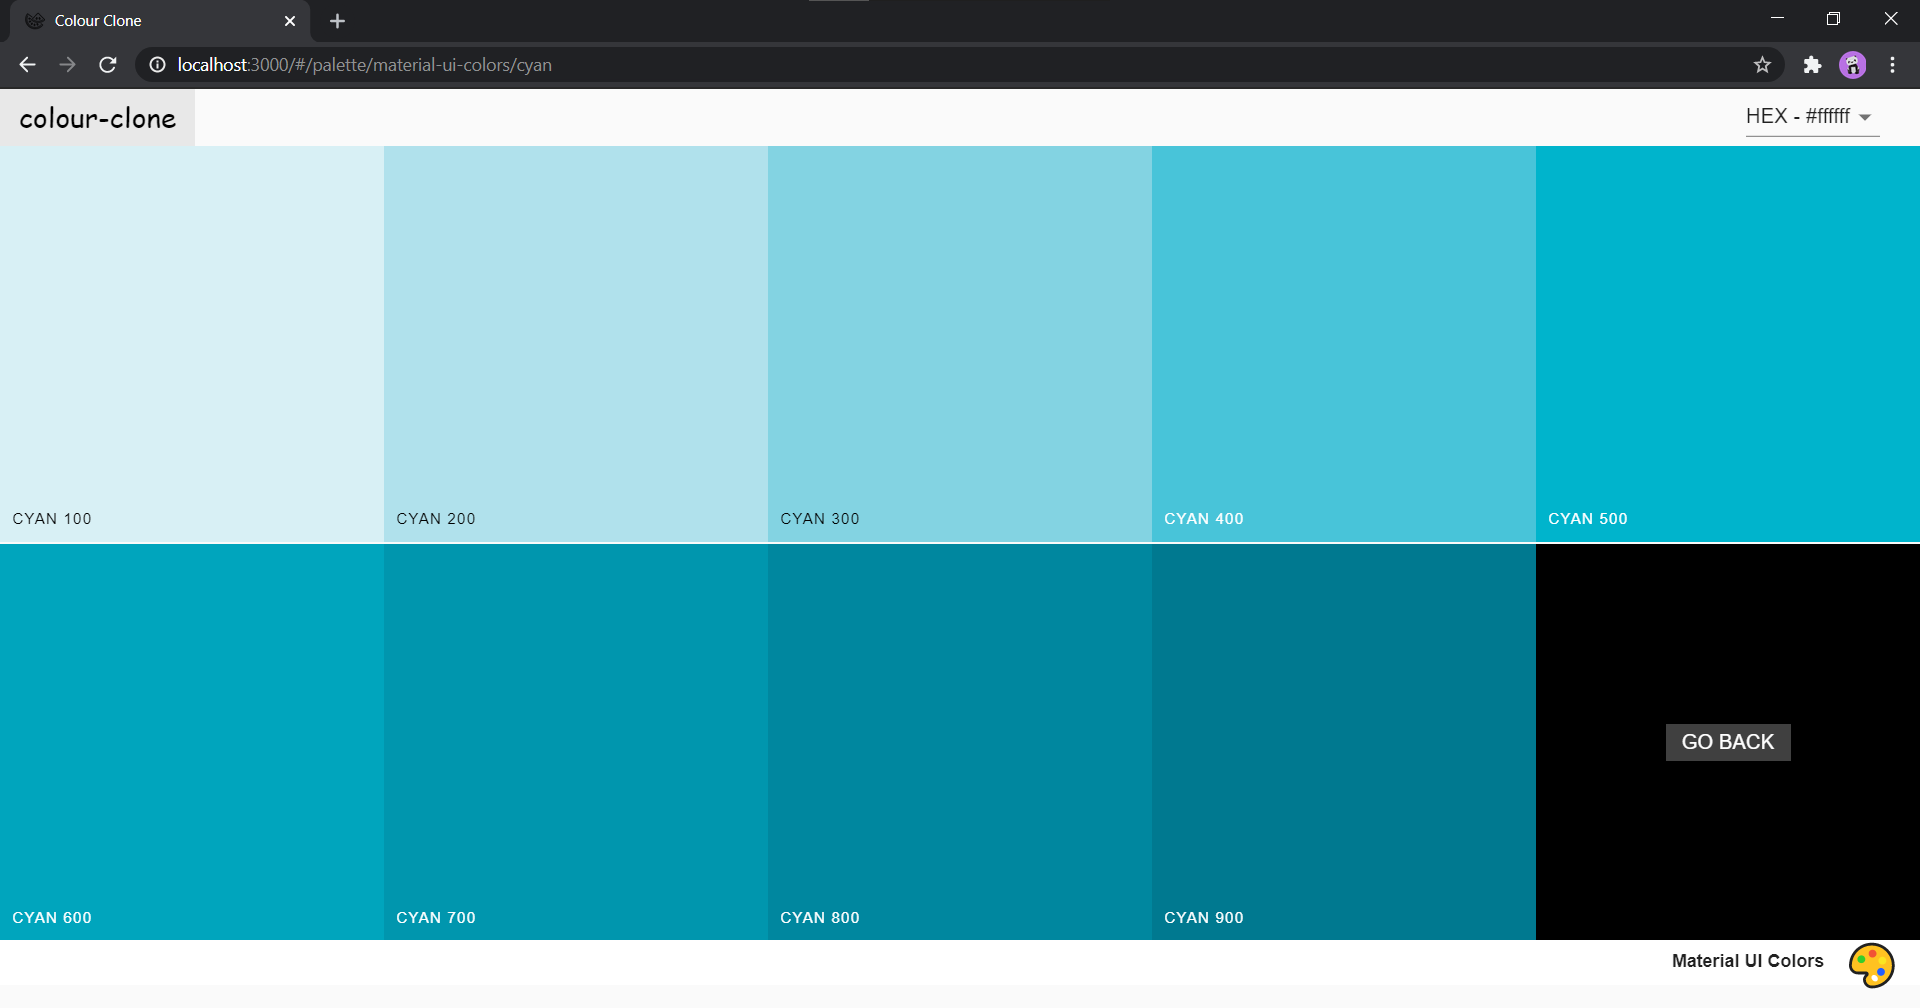 Colour Clone
localhost:3000/#/palette/material-ui-colors/cyan
colour-clone
HEX - #ffffff
CYAN 100
CYAN 200
CYAN 300
CYAN 400
CYAN 500
CYAN 600
CYAN 700
CYAN 800
CYAN 900
GO BACK
Material UI Colors